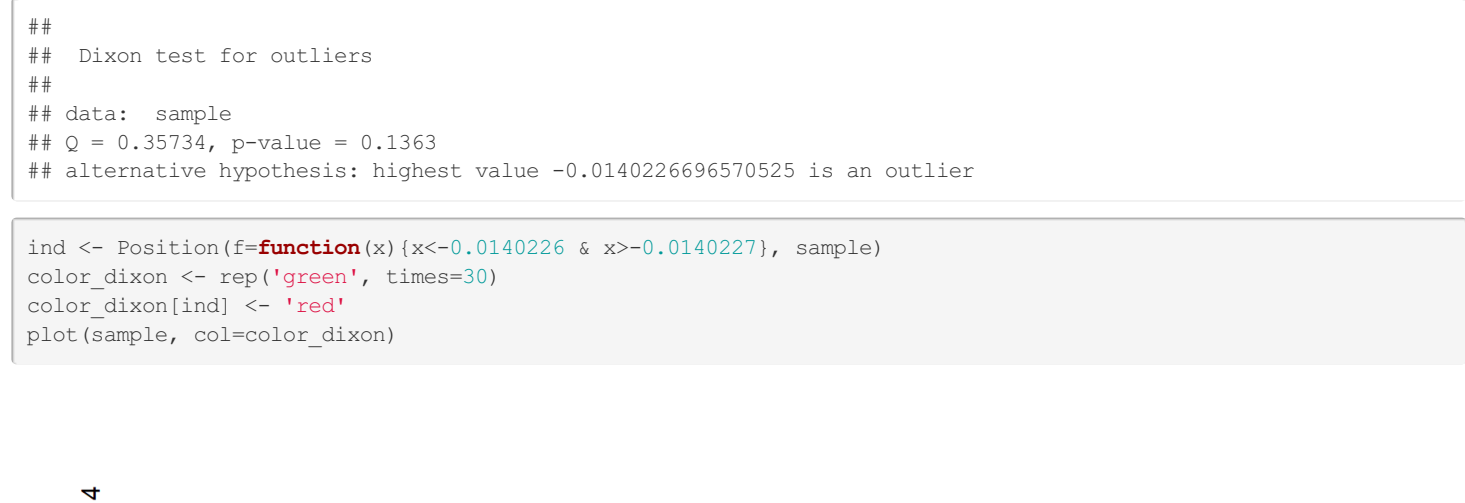 ##
##  Dixon test for outliers
##
## data:  sample
## Q = 0.35734, p-value = 0.1363
## alternative hypothesis: highest value -0.0140226696570525 is an outlier
ind <- Position(f=function(x){x<-0.0140226 & x>-0.0140227}, sample)
color_dixon <- rep('green', times=30)
color_dixon[ind] <- 'red'
plot(sample, col=color_dixon)
4